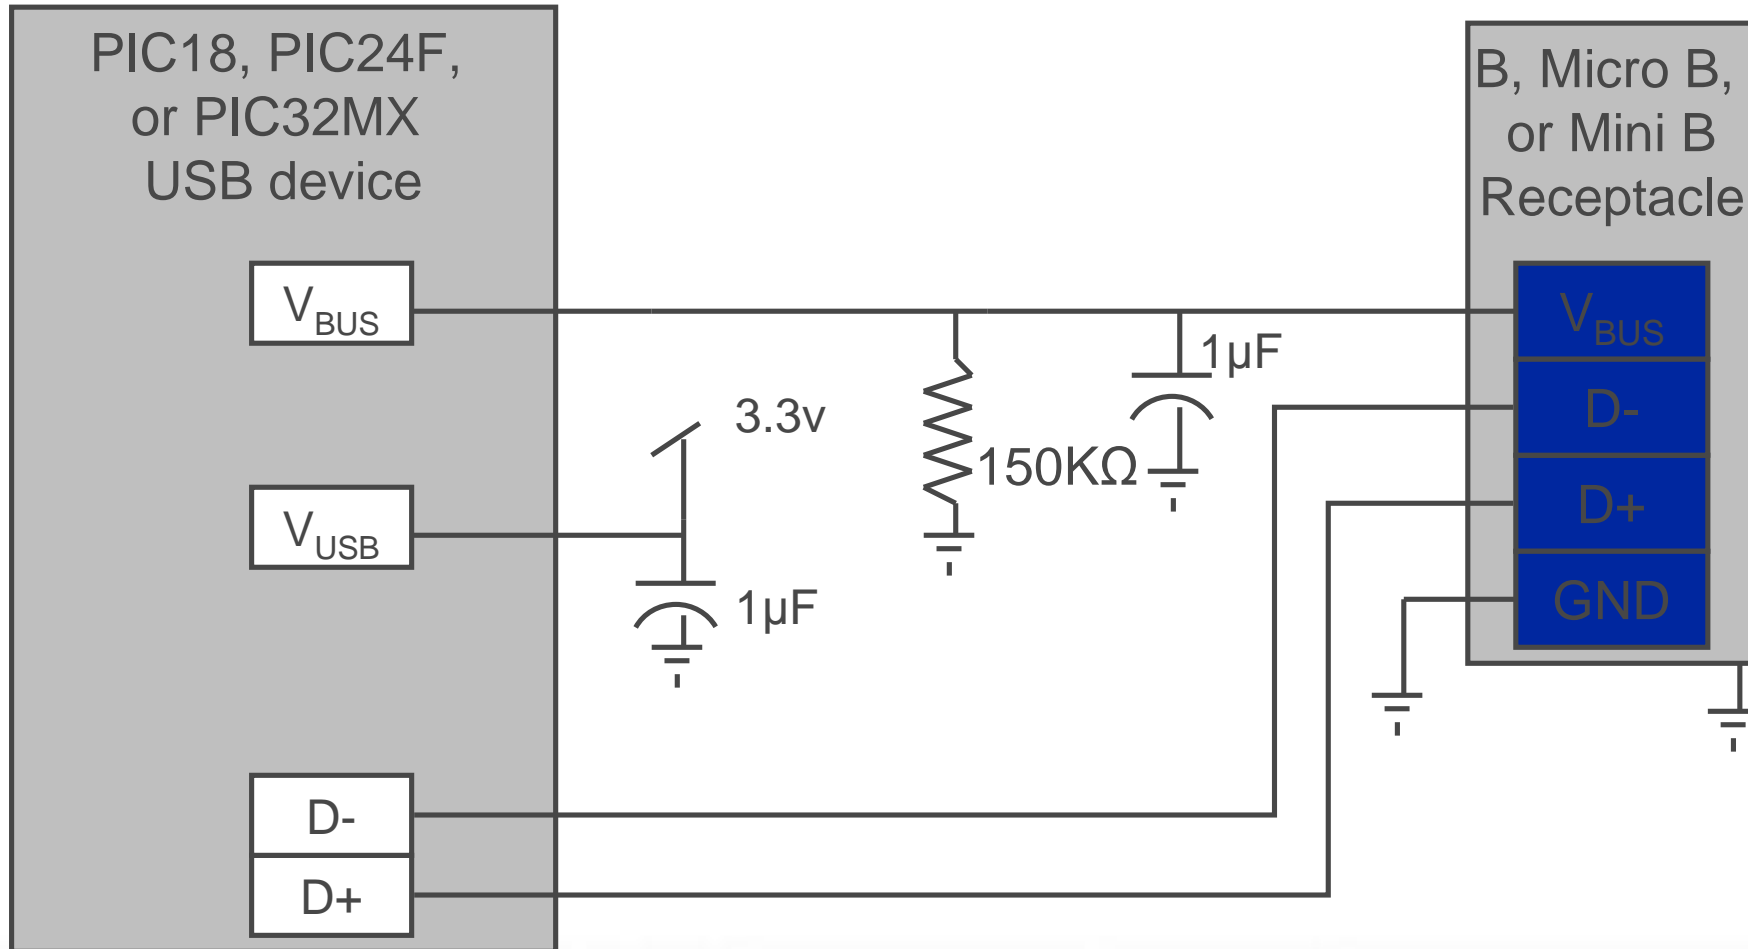 PIC18, PIC24F,
or PIC32MX
USB device
B, Micro B,
or Mini B
Receptacle
VBUS
VBUS
1µF
3.3v
D-
150KΩ
VUSB
D+
1µF
GND
D-
D+